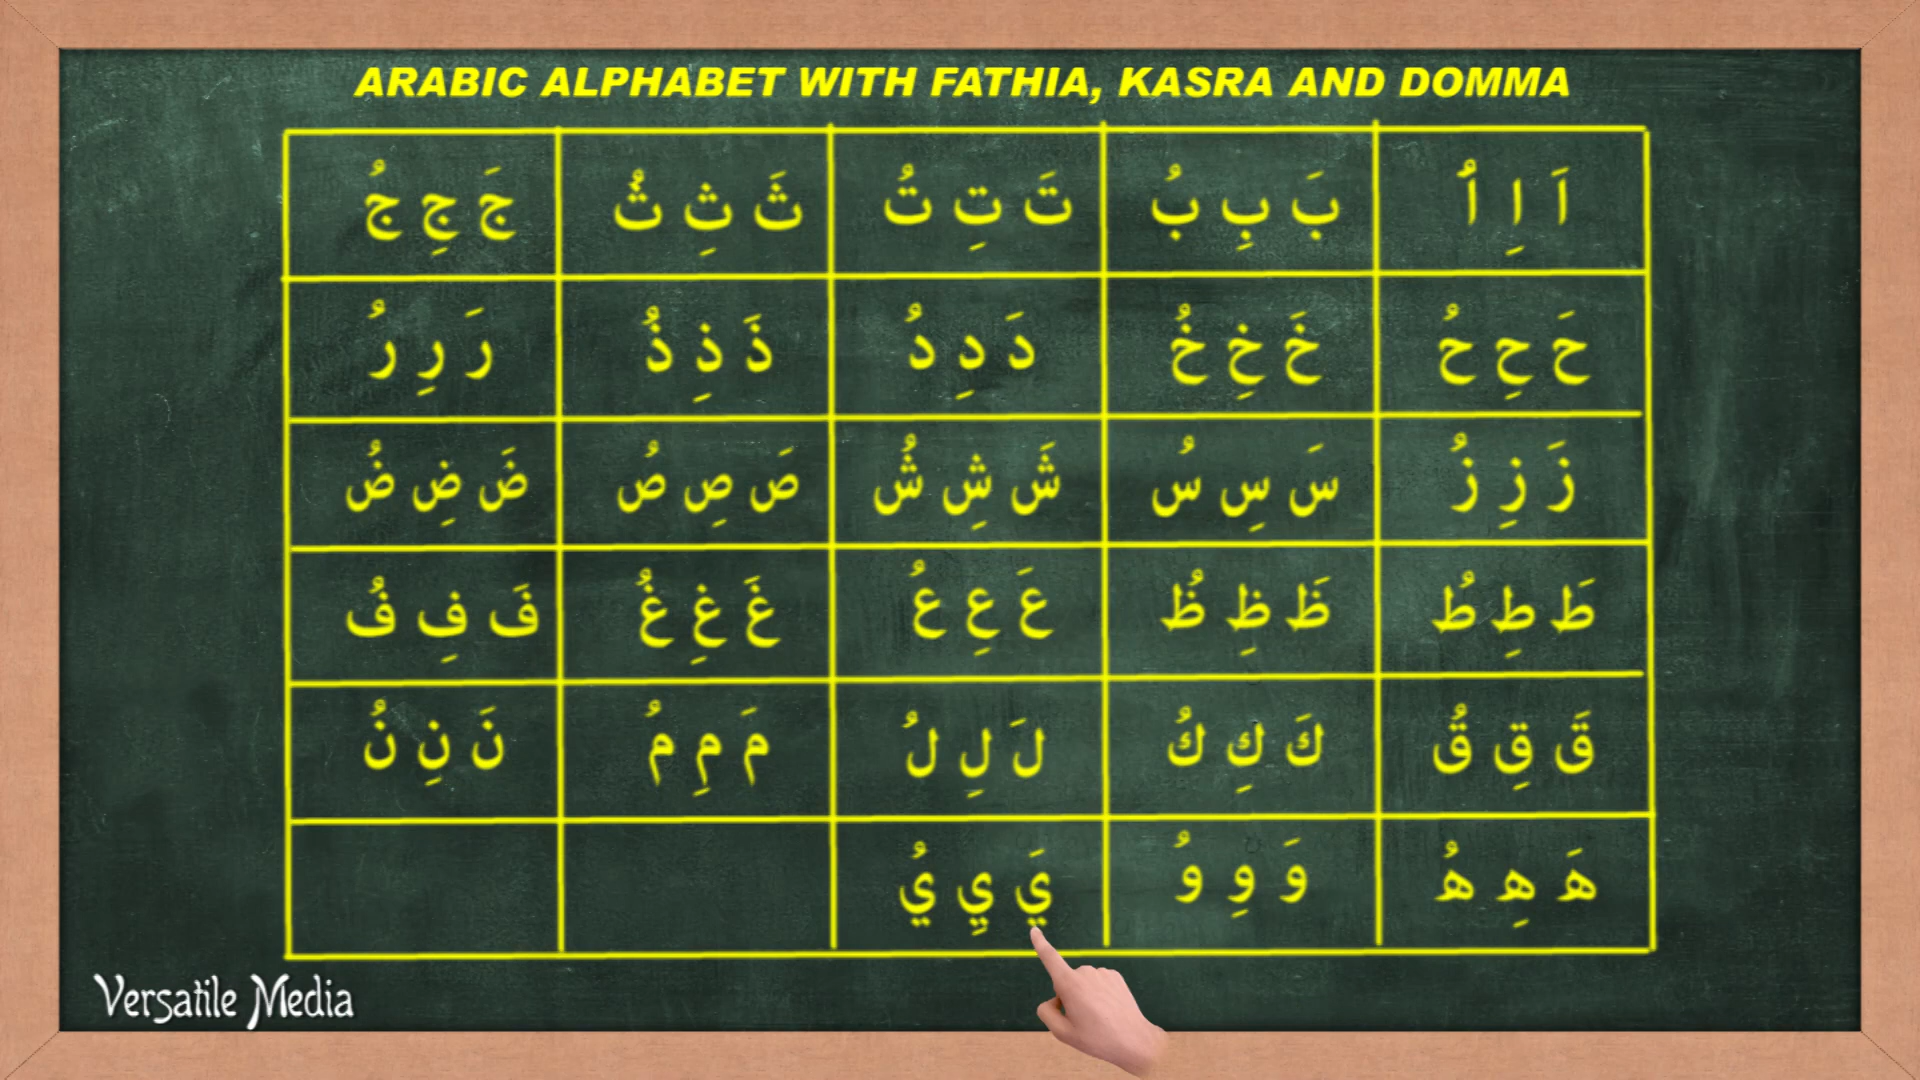 ARABIC ALPHABET WITH FATHIA, KASRA AND DOMMA
اَ اِ اُ بَ بِ بُ تَ تِ تُ ثَ ثِ ثُ جَ جِ جُ
حَ حِ حُ خَ خِ خُ دَ دِ دُ ذَ ذِ ذُ رَ رِ رُ
زَ زِ زُ سَ سِ سُ شَ شِ شُ صَ صِ صُ ضَ ضِ ضُ
طَ طِ طُ ظَ ظِ ظُ عَ عِ عُ غَ غِ غُ فَ فِ فُ
قَ قِ قُ كَ كِ كُ لَ لِ لُ مَ مِ مُ نَ نِ نُ
هَ هِ هُ وَ وِ وُ يَ يِ يُ
Versatile Media